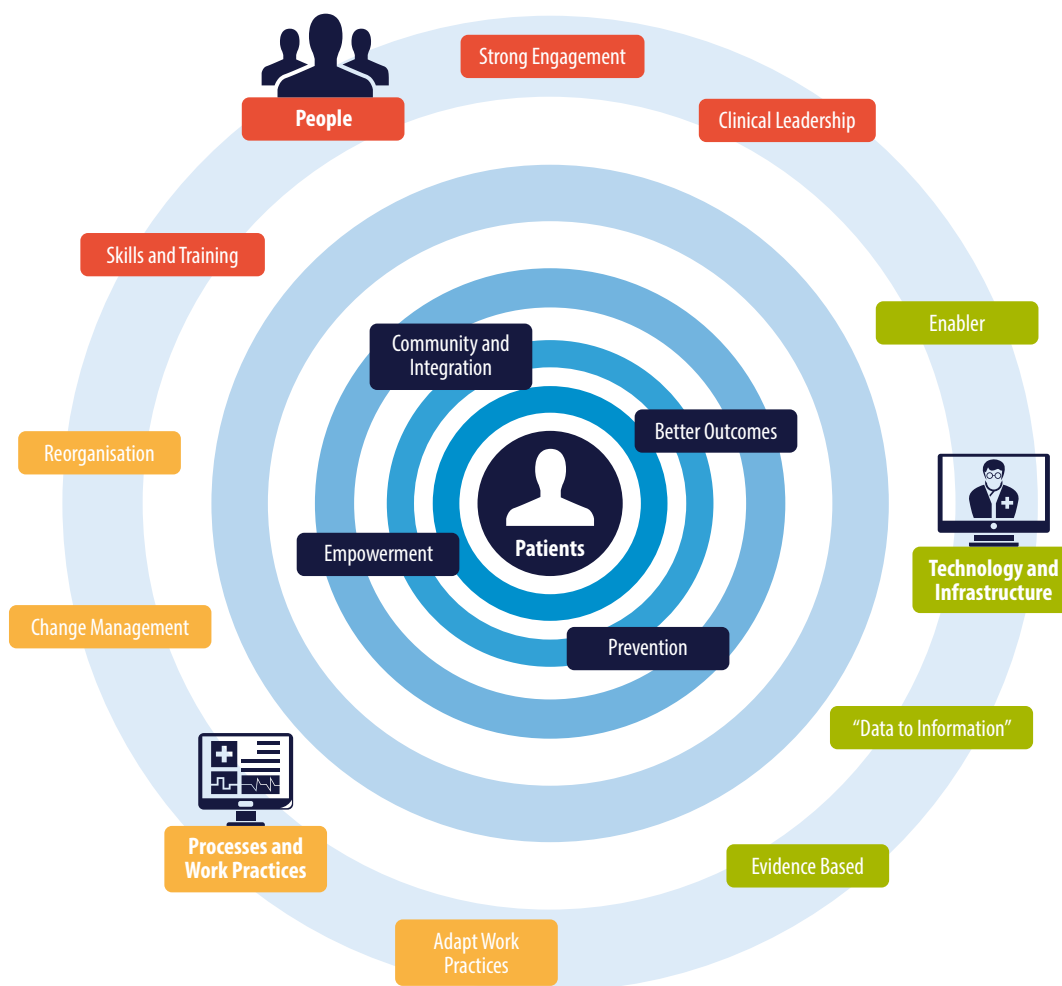 Strong Engagement
People
Clinical Leadership
Skills and Training
Enabler
Community and
Integration
Better Outcomes
Reorganisation
Patients
Empowerment
Technology and
Infrastructure
Change Management
Prevention
“Data to Information”
Processes and
Work Practices
Evidence Based
Adapt Work
Practices